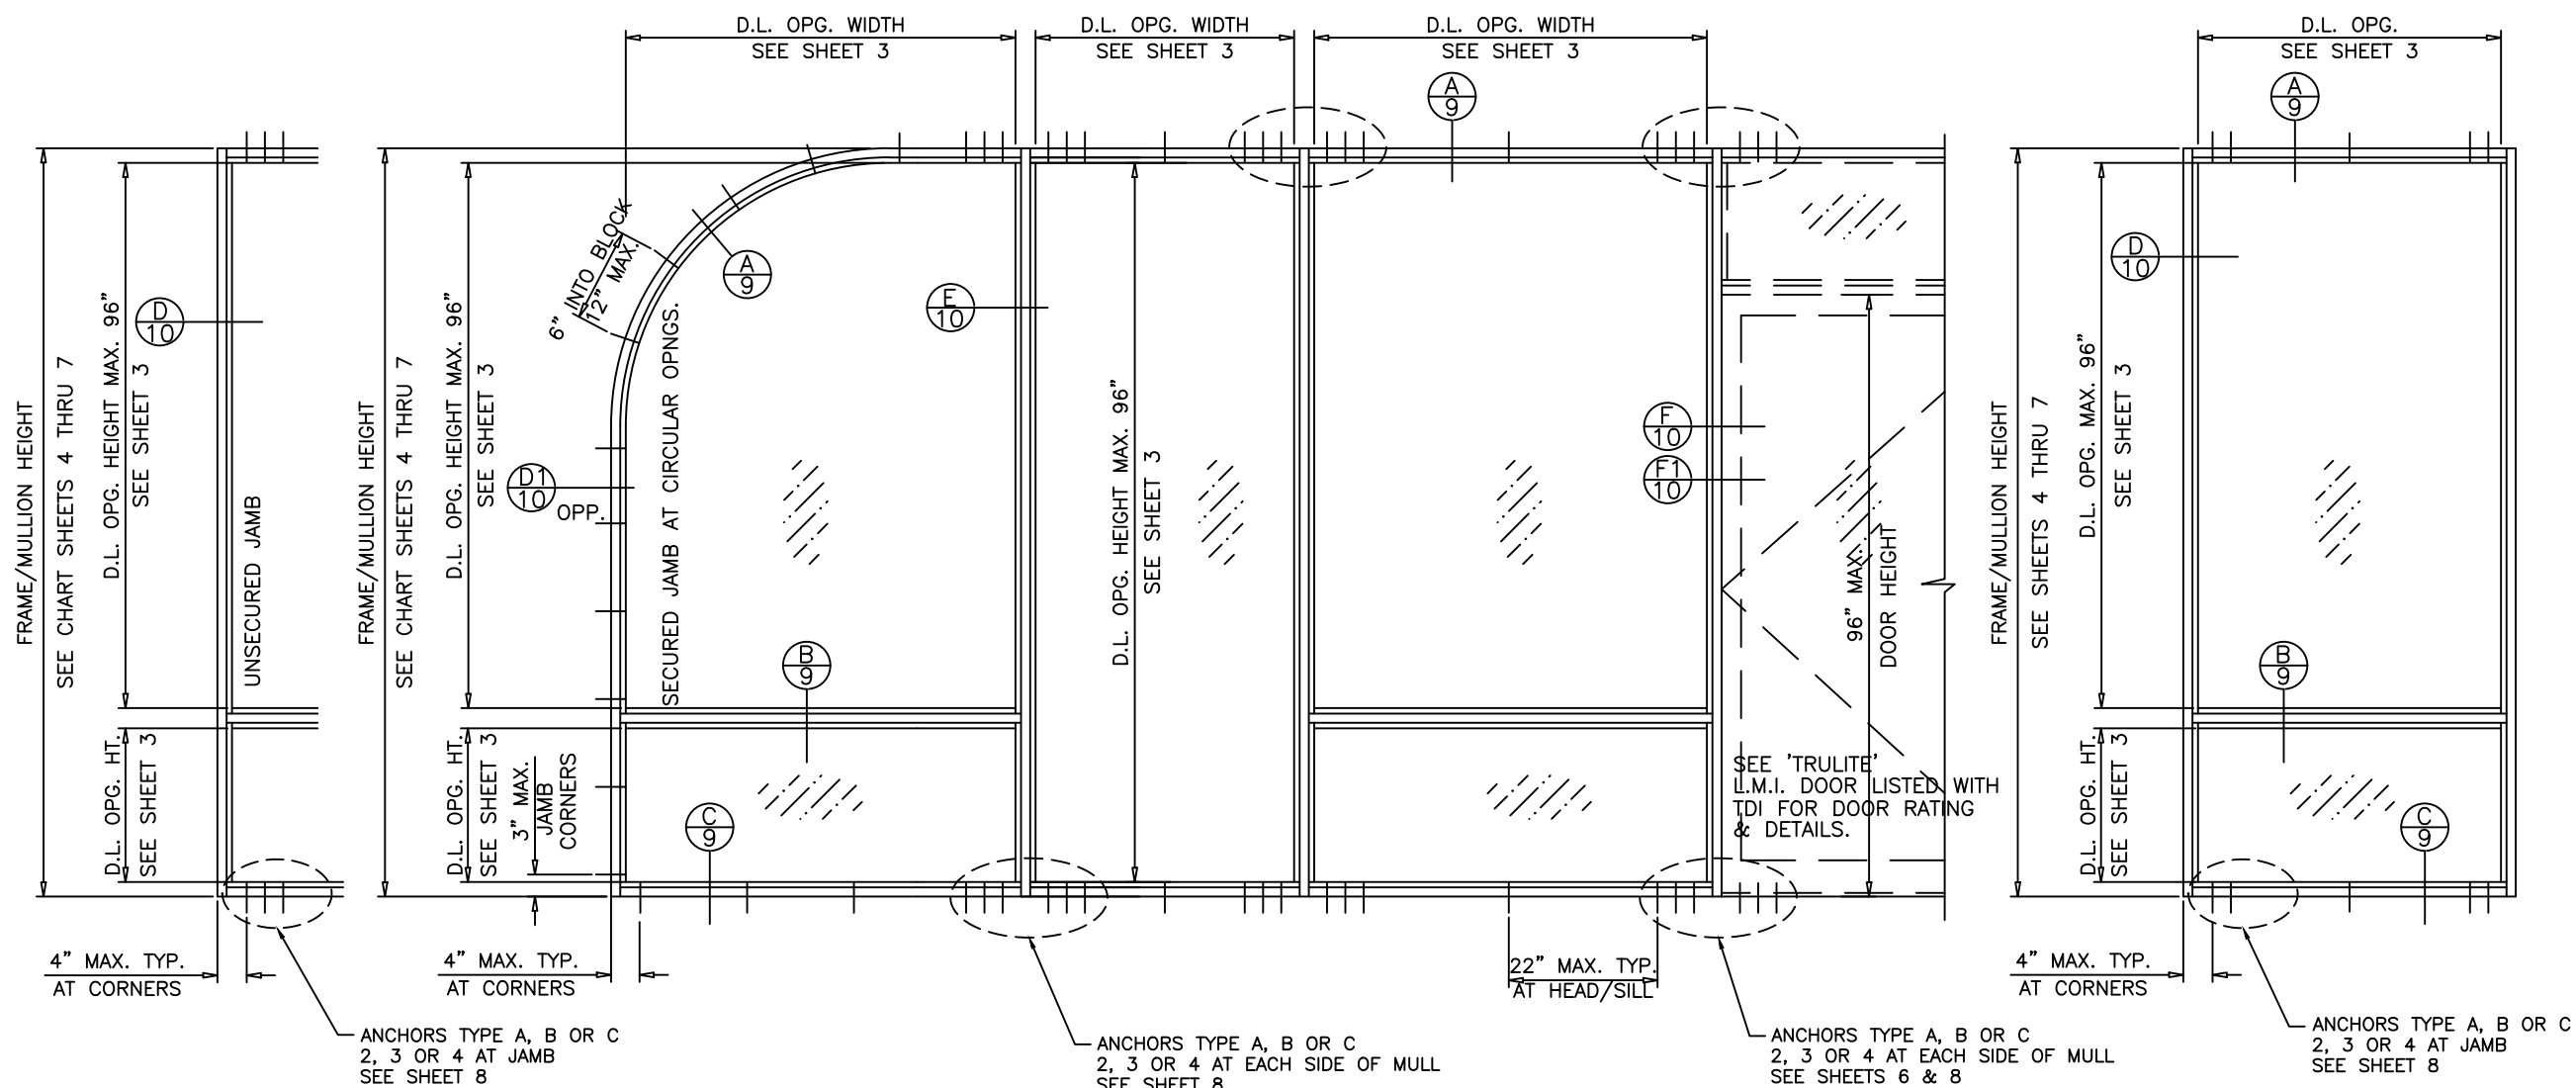 D.L. OPG. WIDTH
SEE SHEET 3
D.L. OPG. WIDTH
SEE SHEET 3
D.L. OPG. WIDTH
SEE SHEET 3
D.L. OPG.
SEE SHEET 3
A
9
A
9
FRAME/MULLION HEIGHT
SEE CHART SHEETS 4 THRU 7
D.L. OPG. HEIGHT MAX. 96"
SEE SHEET 3
D
10
UNSECURED JAMB
D.L. OPG. HT.
SEE SHEET 3
4" MAX. TYP.
AT CORNERS
ANCHORS TYPE A, B OR C
2, 3 OR 4 AT JAMB
SEE SHEET 8
FRAME/MULLION HEIGHT
SEE CHART SHEETS 4 THRU 7
D.L. OPG. HEIGHT MAX. 96"
SEE SHEET 3
6" INTO BLOCK
12" MAX.
A
9
D1
10
OPP.
SECURED JAMB AT CIRCULAR OPNGS.
E
10
B
9
D.L. OPG. HT.
SEE SHEET 3
3" MAX.
JAMB
CORNERS
C
9
4" MAX. TYP.
AT CORNERS
D.L. OPG. HEIGHT MAX. 96"
SEE SHEET 3
ANCHORS TYPE A, B OR C
2, 3 OR 4 AT EACH SIDE OF MULL
SEE SHEET 8
F
10
F1
10
96" MAX.
DOOR HEIGHT
SEE 'TRULITE'
L.M.I. DOOR LISTED WITH
TDI FOR DOOR RATING
& DETAILS.
22" MAX. TYP.
AT HEAD/SILL
ANCHORS TYPE A, B OR C
2, 3 OR 4 AT EACH SIDE OF MULL
SEE SHEETS 6 & 8
FRAME/MULLION HEIGHT
SEE SHEETS 4 THRU 7
D
10
D.L. OPG. MAX. 96"
SEE SHEET 3
B
9
D.L. OPG. HT.
SEE SHEET 3
C
9
4" MAX. TYP.
AT CORNERS
ANCHORS TYPE A, B OR C
2, 3 OR 4 AT JAMB
SEE SHEET 8